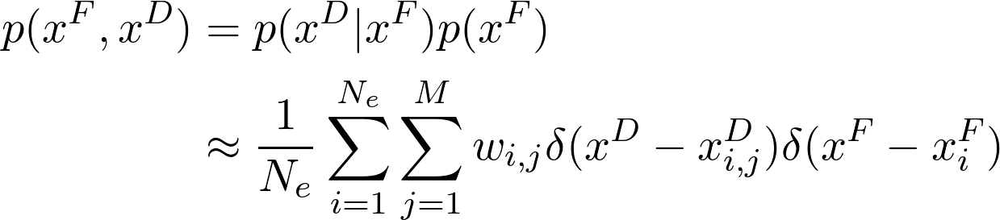 p(x^F, x^D) = p(x^D|x^F)p(x^F)
≈ \frac{1}{N_e} \sum_{i=1}^{N_e} \sum_{j=1}^{M} w_{i,j} δ(x^D − x^D_{i,j}) δ(x^F − x^F_i)